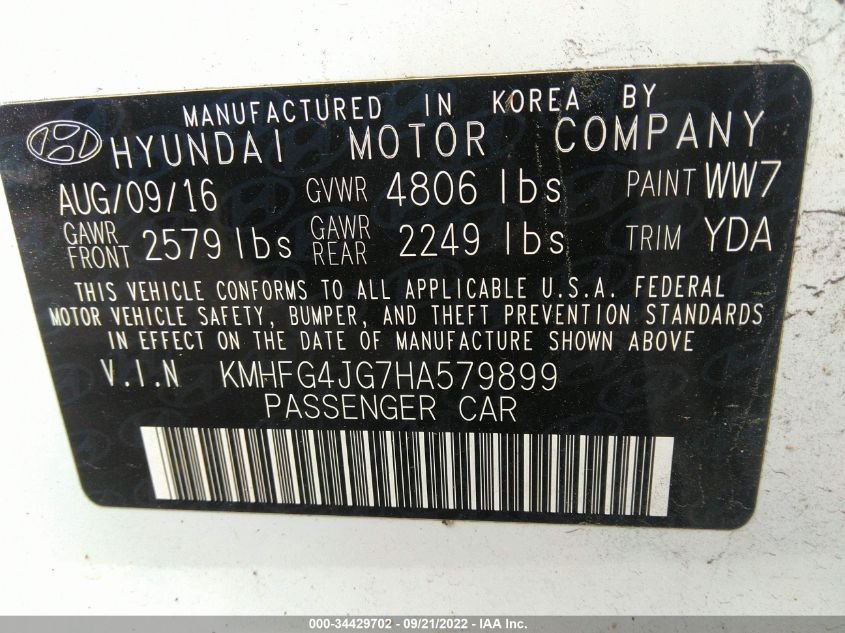 MANUFACTURED IN KOREA BY
HYUNDAI MOTOR COMPANY
AUG/09/16 GVWR 4806 lbs PAINT WW7
GAWR FRONT 2579 lbs GAWR REAR 2249 lbs TRIM YDA
THIS VEHICLE CONFORMS TO ALL APPLICABLE U.S.A. FEDERAL
MOTOR VEHICLE SAFETY, BUMPER, AND THEFT PREVENTION STANDARDS
IN EFFECT ON THE DATE OF MANUFACTURE SHOWN ABOVE
V.I.N KMHFG4JG7HA579899
PASSENGER CAR
000-34429702 - 09/21/2022 - IAA Inc.